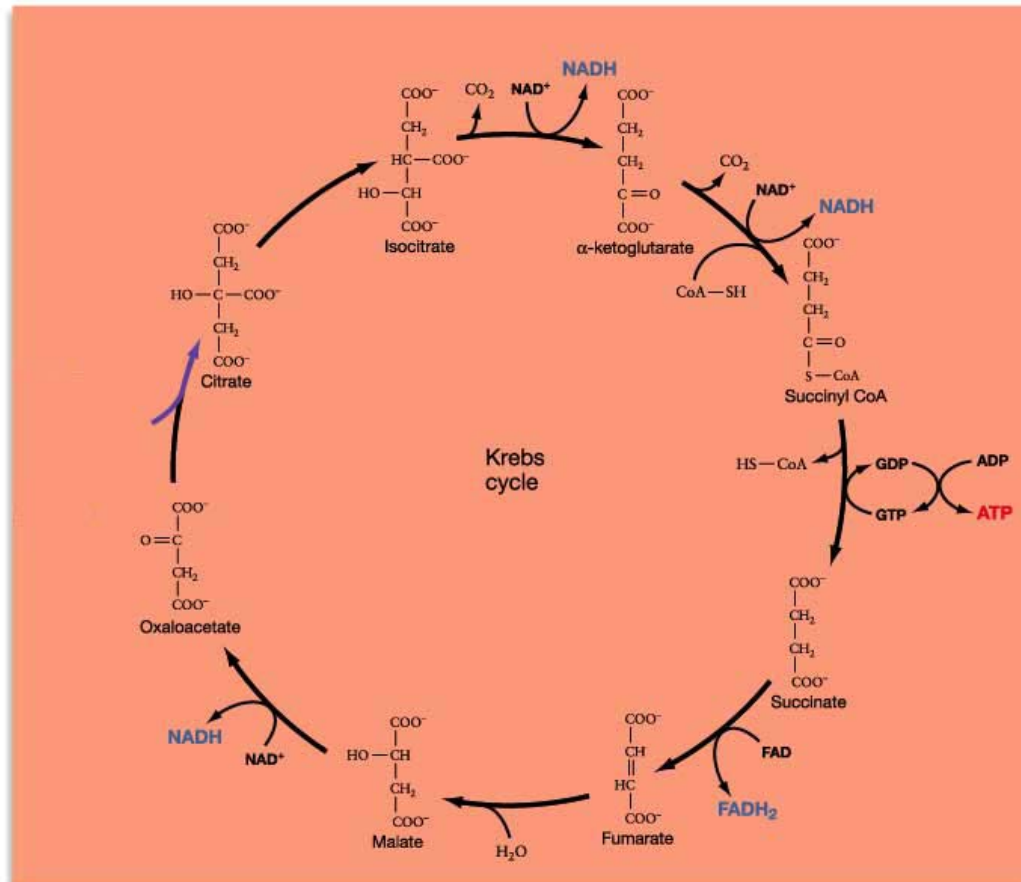 COO⁻
CH₂
HC—COO⁻
HO—CH
COO⁻
Isocitrate
CO₂
NAD⁺
NADH
COO⁻
CH₂
CH₂
C=O
COO⁻
α-ketoglutarate
CO₂
NAD⁺
NADH
CoA—SH
COO⁻
CH₂
CH₂
C=O
S—CoA
Succinyl CoA
HS—CoA
GDP
ADP
GTP
ATP
COO⁻
CH₂
CH₂
COO⁻
Succinate
FAD
FADH₂
COO⁻
CH
HC
COO⁻
Fumarate
H₂O
COO⁻
HO—CH
CH₂
COO⁻
Malate
NAD⁺
NADH
COO⁻
O=C
CH₂
COO⁻
Oxaloacetate
COO⁻
CH₂
HO—C—COO⁻
CH₂
COO⁻
Citrate
Krebs
cycle